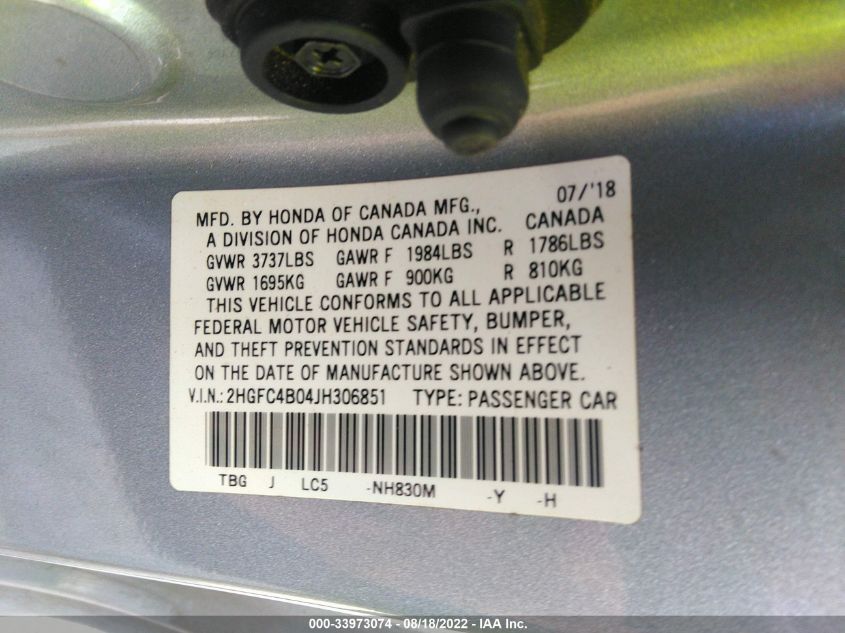 07/'18
MFD. BY HONDA OF CANADA MFG.,
A DIVISION OF HONDA CANADA INC. CANADA
GVWR 3737LBS GAWR F 1984LBS R 1786LBS
GVWR 1695KG GAWR F 900KG R 810KG
THIS VEHICLE CONFORMS TO ALL APPLICABLE
FEDERAL MOTOR VEHICLE SAFETY, BUMPER,
AND THEFT PREVENTION STANDARDS IN EFFECT
ON THE DATE OF MANUFACTURE SHOWN ABOVE.
V.I.N.: 2HGFC4B04JH306851 TYPE: PASSENGER CAR
TBG J LC5 -NH830M -Y -H
000-33973074 - 08/18/2022 - IAA Inc.